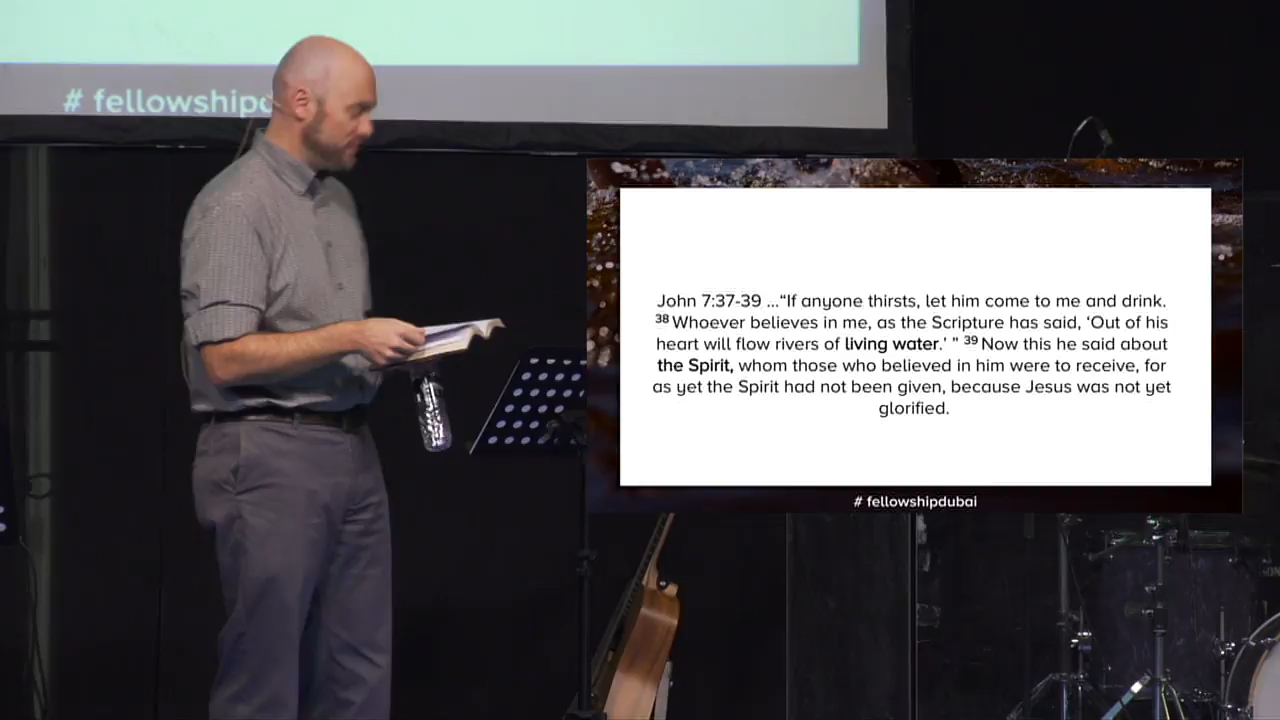 # fellowshipd
John 7:37-39 ...“If anyone thirsts, let him come to me and drink.
38 Whoever believes in me, as the Scripture has said, ‘Out of his
heart will flow rivers of living water.’ ” 39 Now this he said about
the Spirit, whom those who believed in him were to receive, for
as yet the Spirit had not been given, because Jesus was not yet
glorified.
# fellowshipdubai